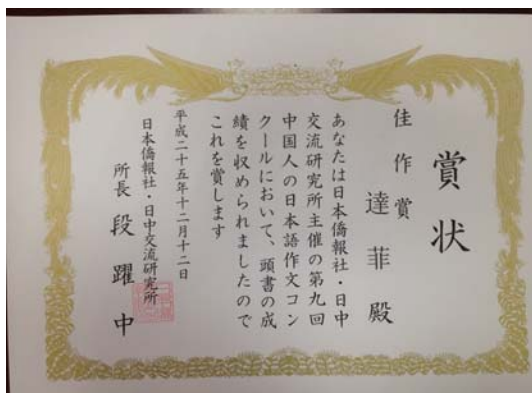 賞状
佳作賞
達菲殿
あなたは日本僑報社・日中
交流研究所主催の第九回
中国人の日本語作文コン
クールにおいて、頭書の成
績を収められましたので
これを賞します
平成二十五年十二月十二日
日本僑報社・日中交流研究所
所長 段躍中